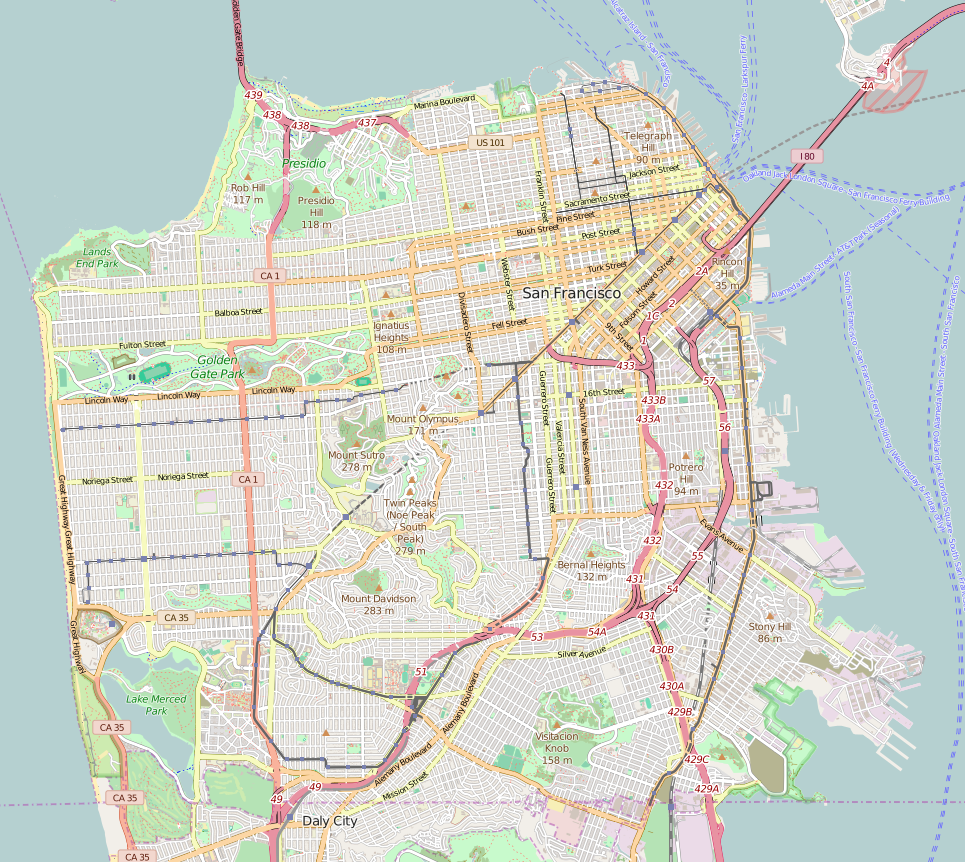 Golden Gate Bridge
439
438
438
437
Marina Boulevard
US 101
Presidio
Rob Hill
117 m
Presidio
Hill
118 m
Telegraph
Hill
90 m
Jackson Street
Sacramento Street
Franklin Street
Pine Street
Bush Street
Post Street
4
4A
I 80
Alcatraz Island - San Francisco
San Francisco - Larkspur Ferry
Oakland Jack London Square - San Francisco Ferry Building
Alameda Main Street - AT&T Park (Seasonal)
Lands
End Park
CA 1
Turk Street
Webster Street
Howard Street
2A
Rincon
Hill
35 m
San Francisco
Folsom Street
2
1C
1
9th Street
Balboa Street
Ignatius
Heights
108 m
Divisadero Street
Fell Street
Fulton Street
Golden
Gate Park
433
57
Lincoln Way
Lincoln Way
Lincoln Way
Guerrero Street
16th Street
433B
433A
56
Mount Olympus
171 m
Valencia Street
South Van Ness Avenue
Mount Sutro
278 m
Noriega Street
Noriega Street
CA 1
Guerrero Street
Potrero
Hill
94 m
432
Great Highway
Great Highway
Twin Peaks
(Noe Peak
/ South
Peak)
279 m
Evans Avenue
432
55
Bernal Heights
132 m
431
54
Mount Davidson
283 m
431
CA 35
53
54A
Stony Hill
86 m
Great Highway
Silver Avenue
430B
51
430A
Lake Merced
Park
Alemany Boulevard
429B
CA 35
Visitacion
Knob
158 m
Alemany Boulevard
429C
Mission Street
49
49
429A
CA 35
Daly City
CA 35